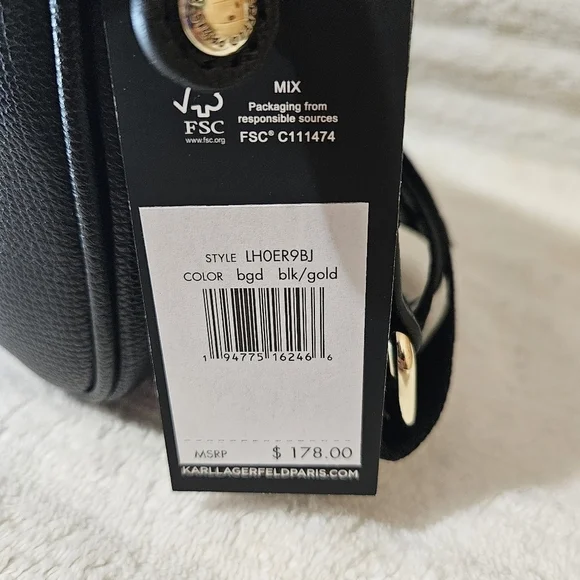 MIX
Packaging from
responsible sources
FSC® C111474
FSC
www.fsc.org
STYLE LH0ER9BJ
COLOR bgd blk/gold
1 94775 16246 6
MSRP $ 178.00
KARLLAGERFELDPARIS.COM